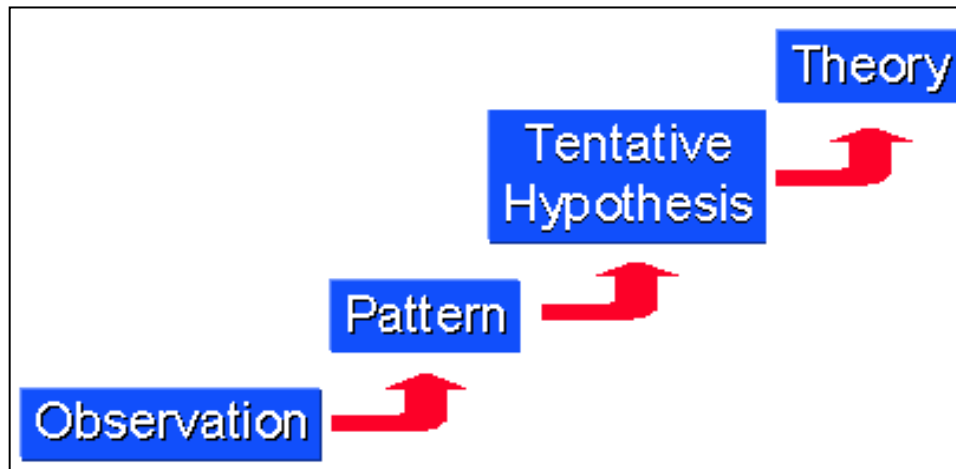 Theory
Tentative
Hypothesis
Pattern
Observation